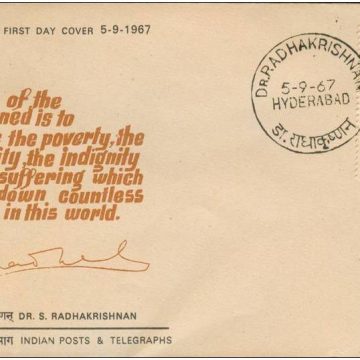 FIRST DAY COVER 5-9-1967
of the
ned is to
the poverty, the
ty, the indignity
suffering which
down countless
in this world.
DR. RADHAKRISHNAN
5-9-67
HYDERABAD
डा. राधाकृष्णन
DR. S. RADHAKRISHNAN
INDIAN POSTS & TELEGRAPHS